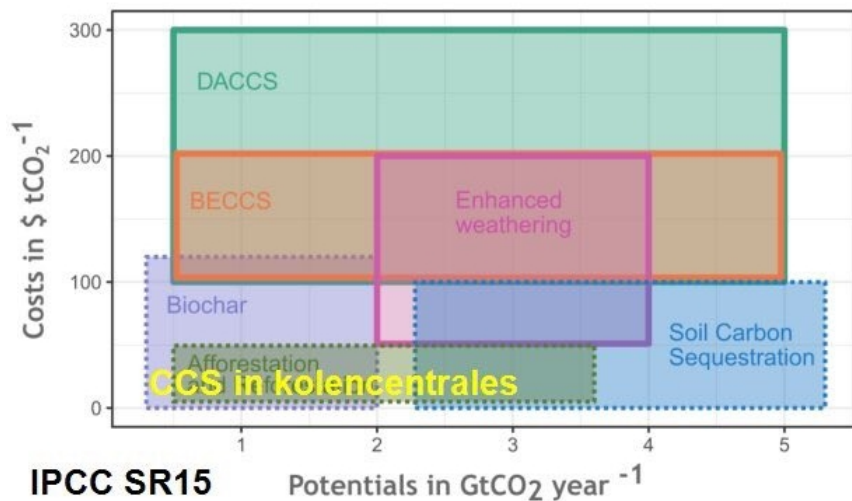 300
200
100
0
Costs in $ tCO2-1
DACCS
BECCS
Enhanced
weathering
Biochar
Soil Carbon
Sequestration
Afforestation
CCS in kolencentrales
1 2 3 4 5
IPCC SR15
Potentials in GtCO2 year -1